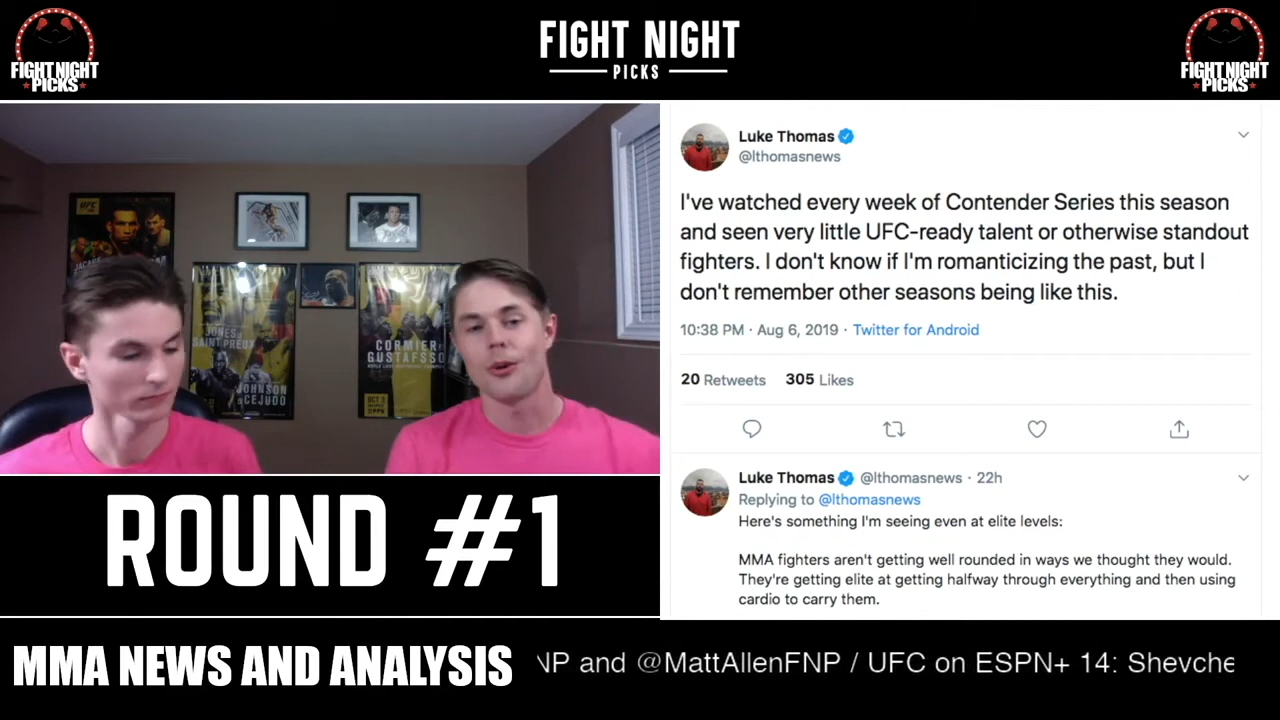 FIGHT NIGHT
PICKS
FIGHT NIGHT
PICKS
FIGHT NIGHT
PICKS
UFC
JONES
SAINT PREUX
JOHNSON
CEJUDO
CORMIER
GUSTAFSSO
OCT 3
Luke Thomas
@lthomasnews
I've watched every week of Contender Series this season
and seen very little UFC-ready talent or otherwise standout
fighters. I don't know if I'm romanticizing the past, but I
don't remember other seasons being like this.
10:38 PM · Aug 6, 2019 · Twitter for Android
20 Retweets 305 Likes
Luke Thomas @lthomasnews · 22h
Replying to @lthomasnews
Here's something I'm seeing even at elite levels:
MMA fighters aren't getting well rounded in ways we thought they would.
They're getting elite at getting halfway through everything and then using
cardio to carry them.
ROUND #1
MMA NEWS AND ANALYSIS
NP and @MattAllenFNP / UFC on ESPN+ 14: Shevche